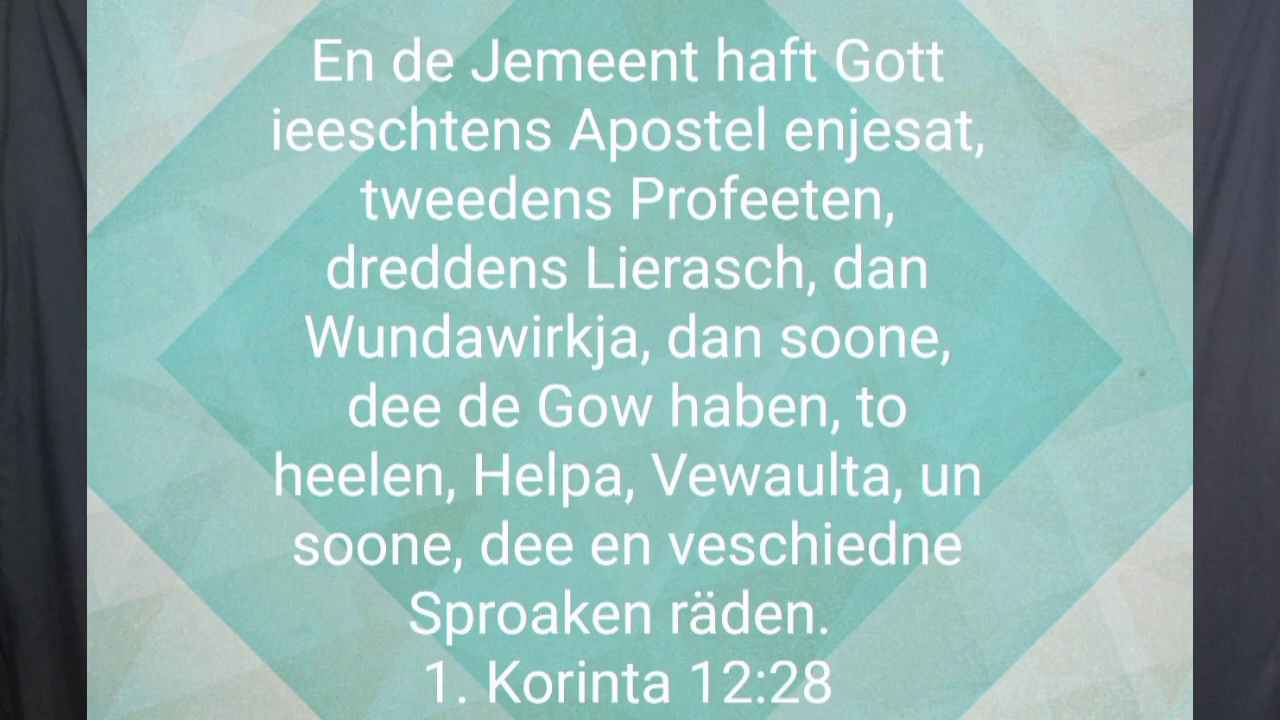 En de Jemeent haft Gott
ieeschtens Apostel enjesat,
tweedens Profeeten,
dreddens Lierasch, dan
Wundawirkja, dan soone,
dee de Gow haben, to
heelen, Helpa, Vewaulta, un
soone, dee en veschiedne
Sproaken räden.
1. Korinta 12:28